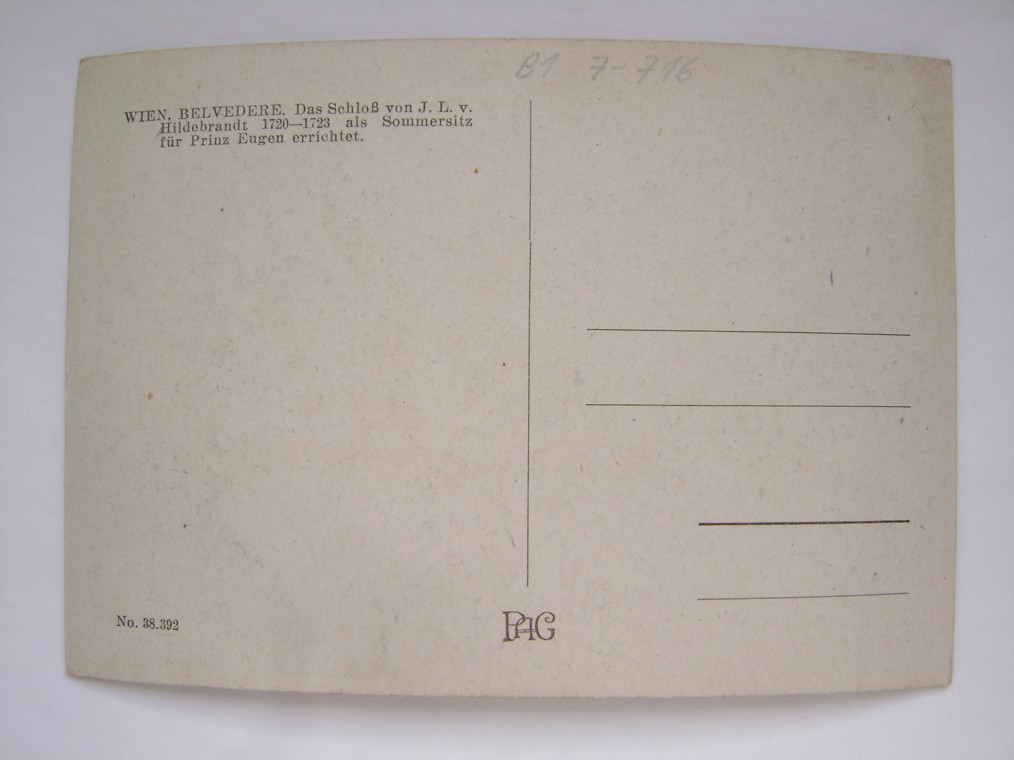 B1 7-716
WIEN, BELVEDERE. Das Schloß von J. L. v.
Hildebrandt 1720—1723 als Sommersitz
für Prinz Eugen errichtet.
No. 38.392
PAG